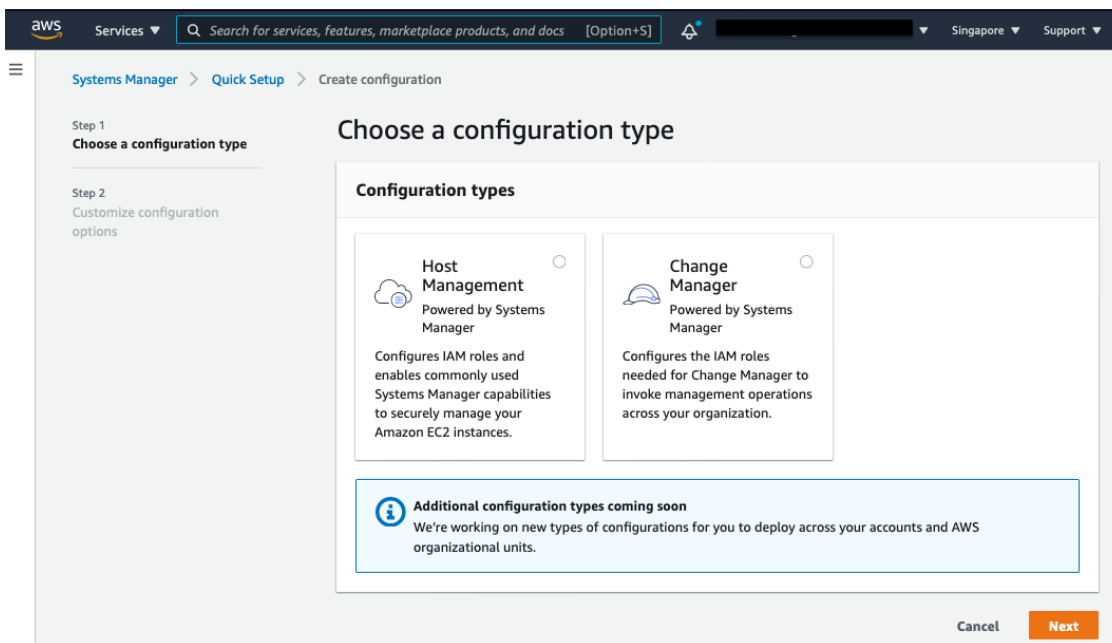 aws Services ▼ Search for services, features, marketplace products, and docs [Option+S] ▼ Singapore ▼ Support ▼
Systems Manager > Quick Setup > Create configuration
Step 1
Choose a configuration type
Step 2
Customize configuration
options
Choose a configuration type
Configuration types
Host
Management
Powered by Systems
Manager
Configures IAM roles and
enables commonly used
Systems Manager capabilities
to securely manage your
Amazon EC2 instances.
Change
Manager
Powered by Systems
Manager
Configures the IAM roles
needed for Change Manager to
invoke management operations
across your organization.
Additional configuration types coming soon
We're working on new types of configurations for you to deploy across your accounts and AWS
organizational units.
Cancel Next